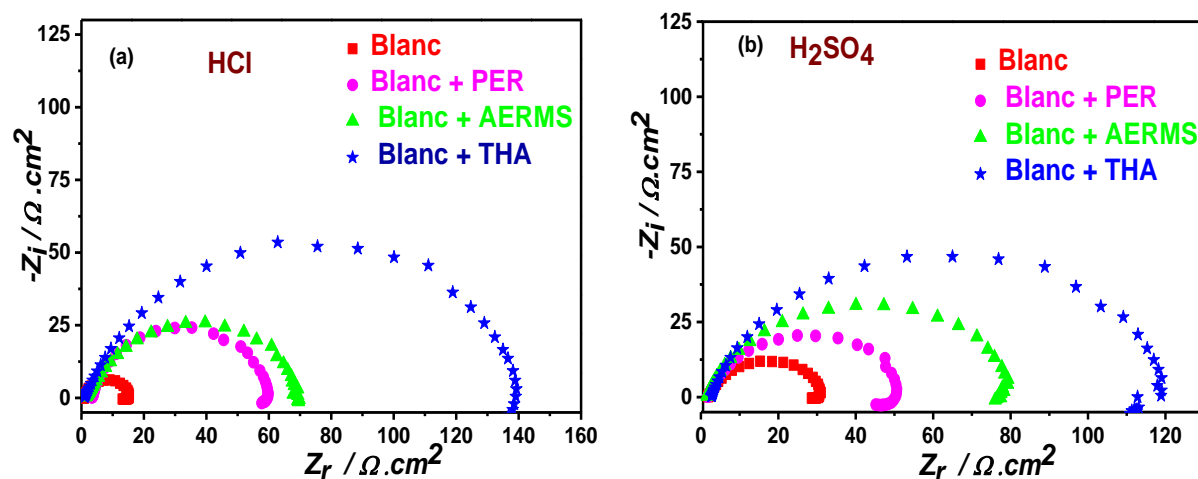 (a)
HCl
Blanc
Blanc + PER
Blanc + AERMS
Blanc + THA
-Zi / Ω .cm2
125
100
75
50
25
0
0 20 40 60 80 100 120 140 160
Zr / Ω .cm2
(b)
H2SO4
Blanc
Blanc + PER
Blanc + AERMS
Blanc + THA
-Zi / Ω .cm2
125
100
75
50
25
0
0 20 40 60 80 100 120
Zr / Ω .cm2